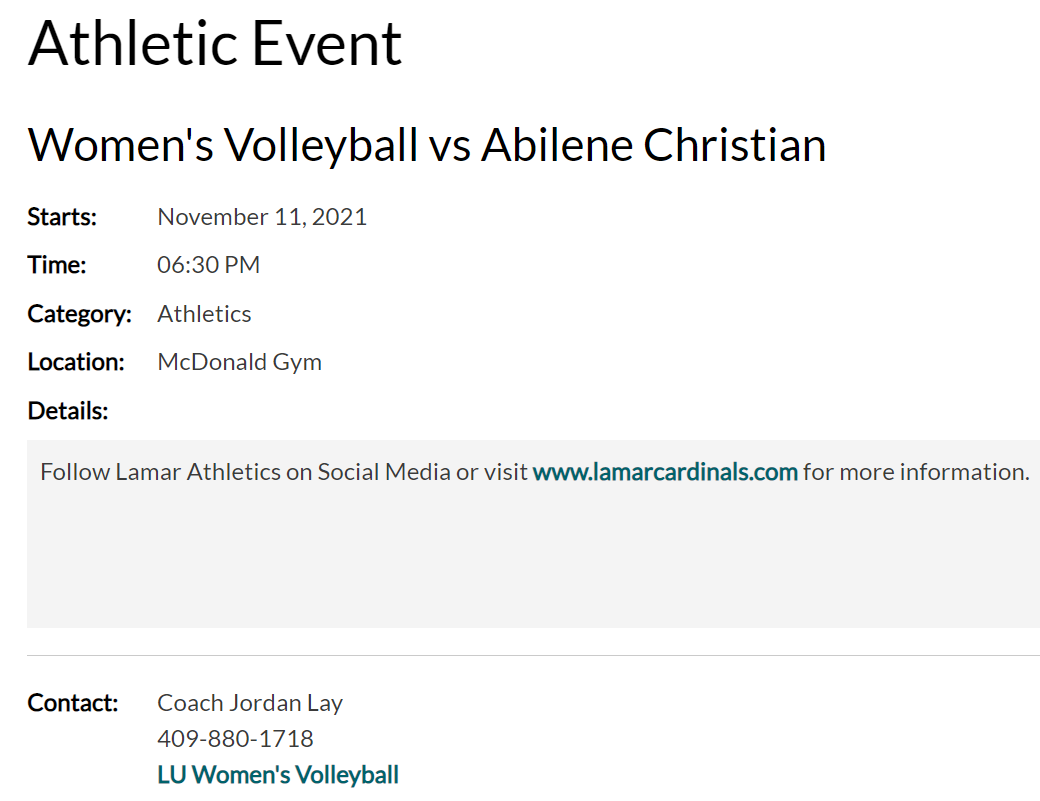 Athletic Event
Women's Volleyball vs Abilene Christian
Starts: November 11, 2021
Time: 06:30 PM
Category: Athletics
Location: McDonald Gym
Details:
Follow Lamar Athletics on Social Media or visit www.lamarcardinals.com for more information.
Contact: Coach Jordan Lay
409-880-1718
LU Women's Volleyball